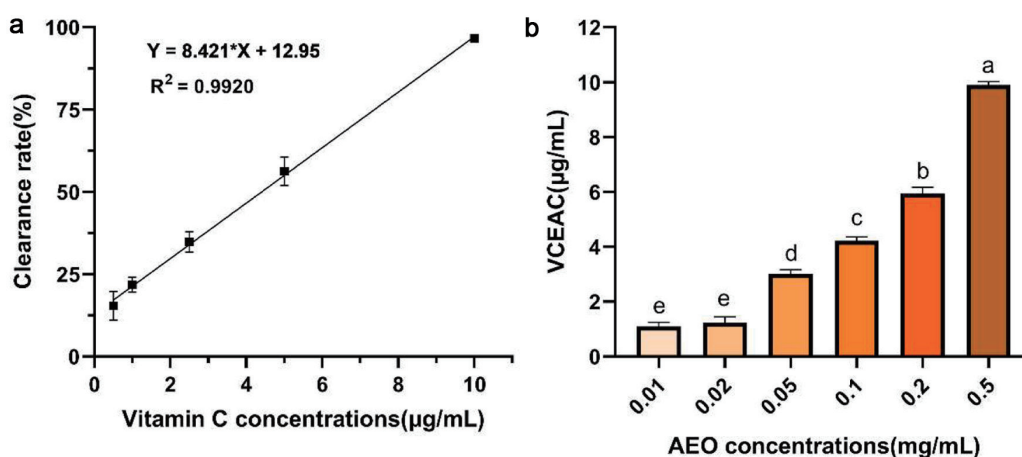 a
Y = 8.421*X + 12.95
R² = 0.9920
Clearance rate(%)
100
75
50
25
0
0
2
4
6
8
10
Vitamin C concentrations(μg/mL)
b
VCEAC(μg/mL)
12
10
8
6
4
2
0
e
e
d
c
b
a
0.01
0.02
0.05
0.1
0.2
0.5
AEO concentrations(mg/mL)